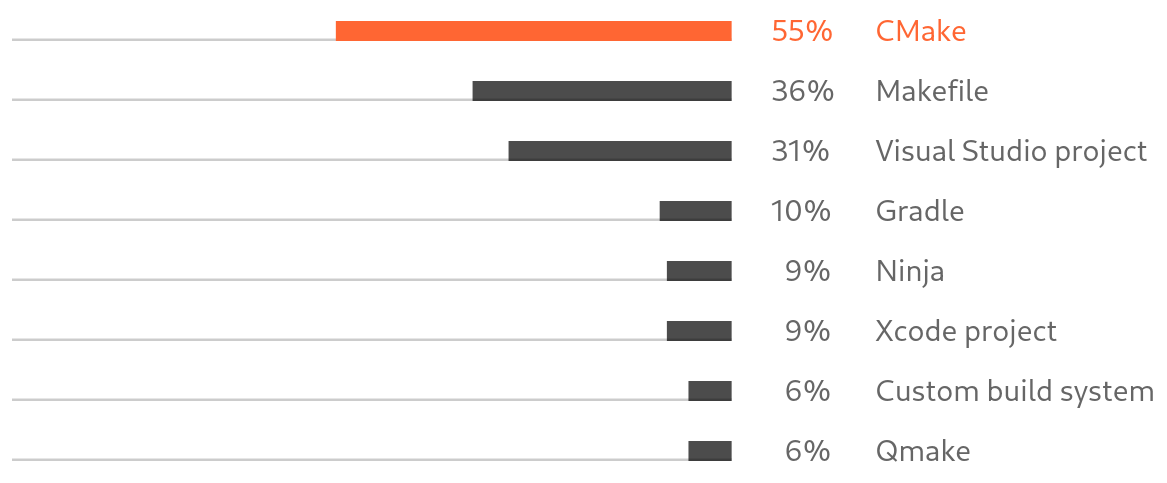 55% CMake
36% Makefile
31% Visual Studio project
10% Gradle
9% Ninja
9% Xcode project
6% Custom build system
6% Qmake